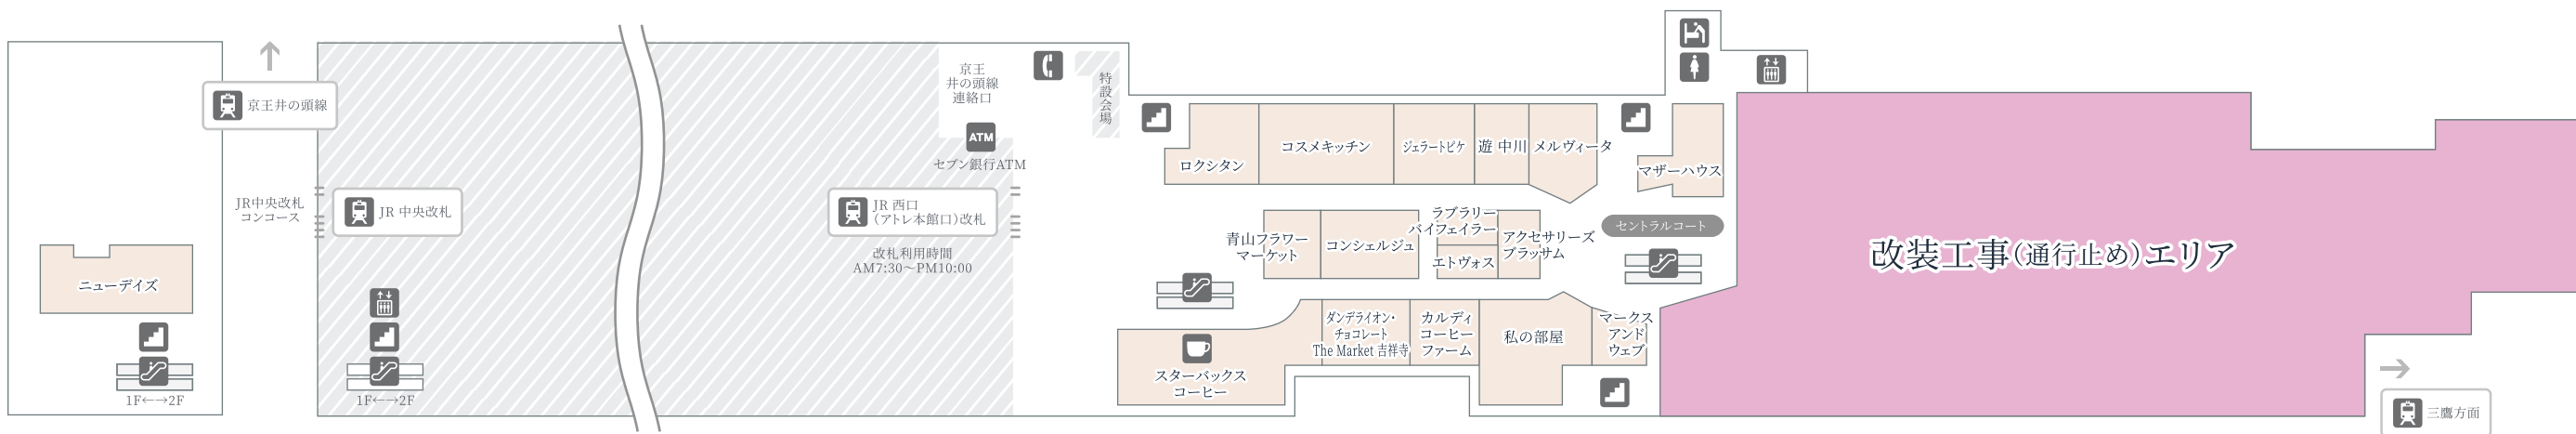 京王井の頭線
JR中央改札
コンコース
ニューデイズ
1F←→2F
JR 中央改札
1F←→2F
京王
井の頭線
連絡口
ATM
セブン銀行ATM
JR 西口
（アトレ本館口）改札
改札利用時間
AM7:30〜PM10:00
特設会場
ロクシタン
コスメキッチン
ジェラートピケ
遊 中川
メルヴィータ
マザーハウス
青山フラワー
マーケット
コンシェルジュ
ラブラリー
バイフェイラー
エトヴォス
アクセサリーズ
ブラッサム
セントラルコート
スターバックス
コーヒー
ダンデライオン・
チョコレート
The Market 吉祥寺
カルディ
コーヒー
ファーム
私の部屋
マークス
アンド
ウェブ
改装工事（通行止め）エリア
三鷹方面